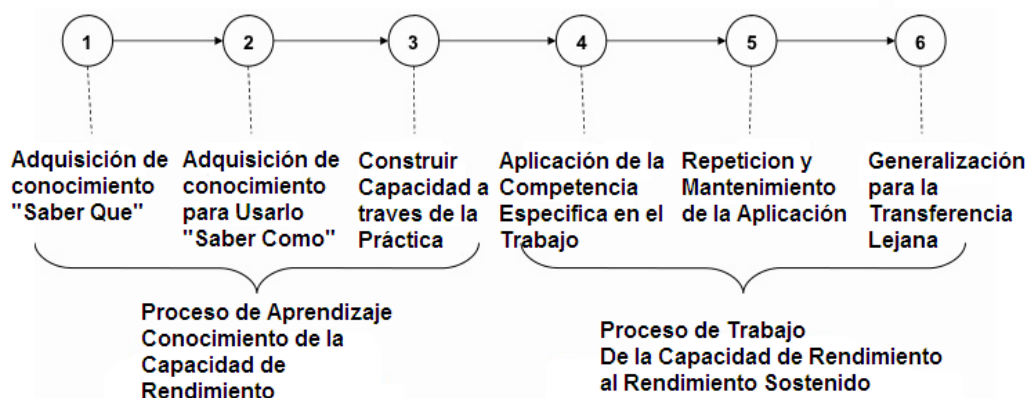 1
2
3
4
5
6
Adquisición de
conocimiento
"Saber Que"
Adquisición de
conocimiento
para Usarlo
"Saber Como"
Construir
Capacidad a
traves de la
Práctica
Aplicación de la
Competencia
Especifica en el
Trabajo
Repeticion y
Mantenimiento
de la Aplicación
Generalización
para la
Transferencia
Lejana
Proceso de Aprendizaje
Conocimiento de la
Capacidad de
Rendimiento
Proceso de Trabajo
De la Capacidad de Rendimiento
al Rendimiento Sostenido